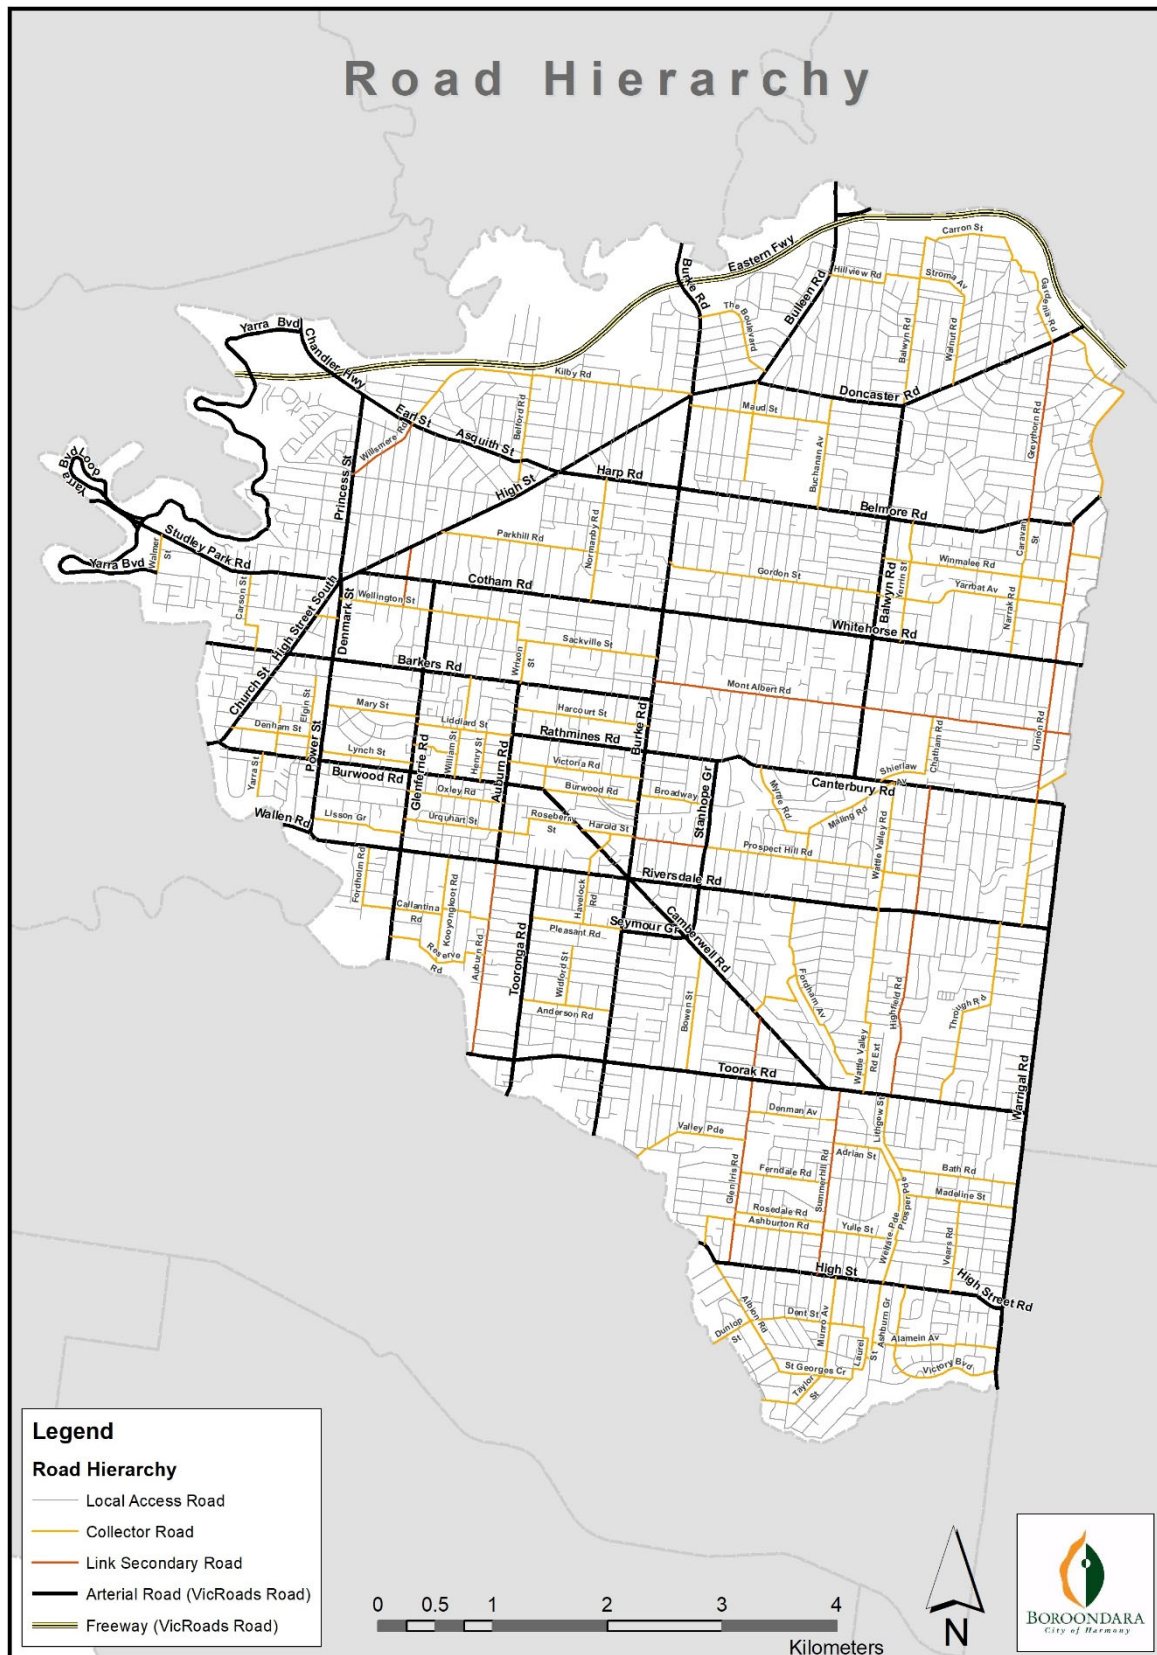 Road Hierarchy
Carron St
Eastern Fwy
Burke Rd
Hillview Rd
Stroma Av
Gardenia Rd
Bulleen Rd
The Boulevard
Balwyn Rd
Walnut Rd
Yarra Bvd
Chandler Hwy
Kilby Rd
Doncaster Rd
Earl St
Belford Rd
Maud St
Greythorn Rd
Willsmere Rd
Asquith St
Buchanan Av
Yarra Bvd
Loop
Princess St
High St
Harp Rd
Belmore Rd
Studley Park Rd
Walmer St
Parkhill Rd
Normanby Rd
Caravan St
Yarra Bvd
Winmalee Rd
Gordon St
Yerrin St
Yarrbat Av
Cotham Rd
Carson St
High Street South
Wellington St
Balwyn Rd
Narrak Rd
Denmark St
Whitehorse Rd
Sackville St
Wrixon St
Barkers Rd
Mont Albert Rd
Church St
Elgin St
Mary St
Harcourt St
Burke Rd
Union Rd
Denham St
Liddiard St
Rathmines Rd
Chatham Rd
Power St
Lynch St
Glenferrie Rd
William St
Henry St
Auburn Rd
Victoria Rd
Shierlaw Av
Yarra St
Burwood Rd
Oxley Rd
Burwood Rd
Broadway
Stanhope Gr
Myrtle Rd
Canterbury Rd
Maling Rd
Wallen Rd
Lisson Gr
Urquhart St
Rosebery St
Harold St
Prospect Hill Rd
Wattle Valley Rd
Fordholm Rd
Riversdale Rd
Kooyongkoot Rd
Callantina Rd
Havelock Rd
Seymour Gr
Camberwell Rd
Pleasant Rd
Reserve Rd
Auburn Rd
Tooronga Rd
Widford St
Fordham Av
Highfield Rd
Through Rd
Anderson Rd
Bowen St
Wattle Valley Rd Ext
Toorak Rd
Warrigal Rd
Denman Av
Lithgow St
Valley Pde
Adrian St
Glen Iris Rd
Ferndale Rd
Summerhill Rd
Bath Rd
Prosper Pde
Madeline St
Rosedale Rd
Ashburton Rd
Yuile St
Welfare Pde
Vears Rd
High St
High Street Rd
Albion Rd
Dent St
Munro Av
Ashburn Gr
Dunlop St
Laurel St
Alamein Av
St Georges Cr
Victory Bvd
Taylor St
Legend
Road Hierarchy
Local Access Road
Collector Road
Link Secondary Road
Arterial Road (VicRoads Road)
Freeway (VicRoads Road)
0 0.5 1 2 3 4
Kilometers
N
BOROONDARA
City of Harmony